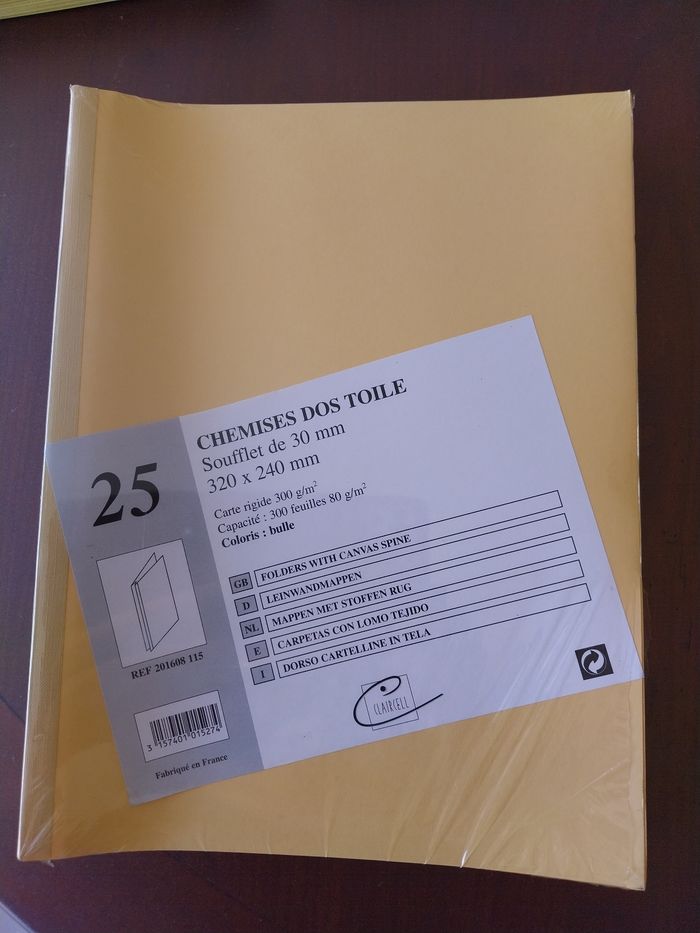 25
CHEMISES DOS TOILE
Soufflet de 30 mm
320 x 240 mm
Carte rigide 300 g/m²
Capacité : 300 feuilles 80 g/m²
Coloris : bulle
GB FOLDERS WITH CANVAS SPINE
D LEINWANDMAPPEN
NL MAPPEN MET STOFFEN RUG
E CARPETAS CON LOMO TEJIDO
I DORSO CARTELLINE IN TELA
REF 201608 115
3 157401 015274
Fabriqué en France
CLAIRCELL